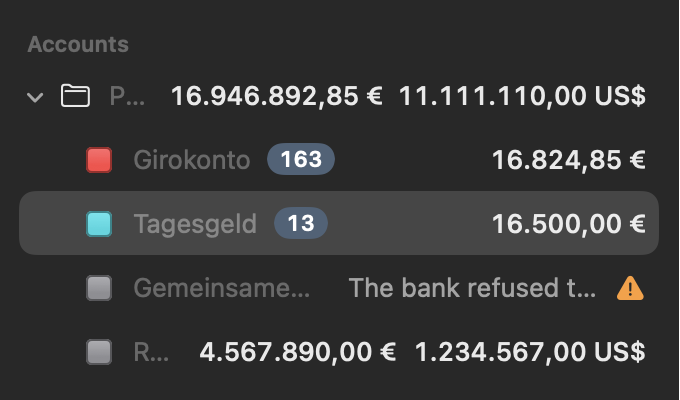 Accounts
P... 16.946.892,85 € 11.111.110,00 US$
Girokonto 163 16.824,85 €
Tagesgeld 13 16.500,00 €
Gemeinsame... The bank refused t...
R... 4.567.890,00 € 1.234.567,00 US$